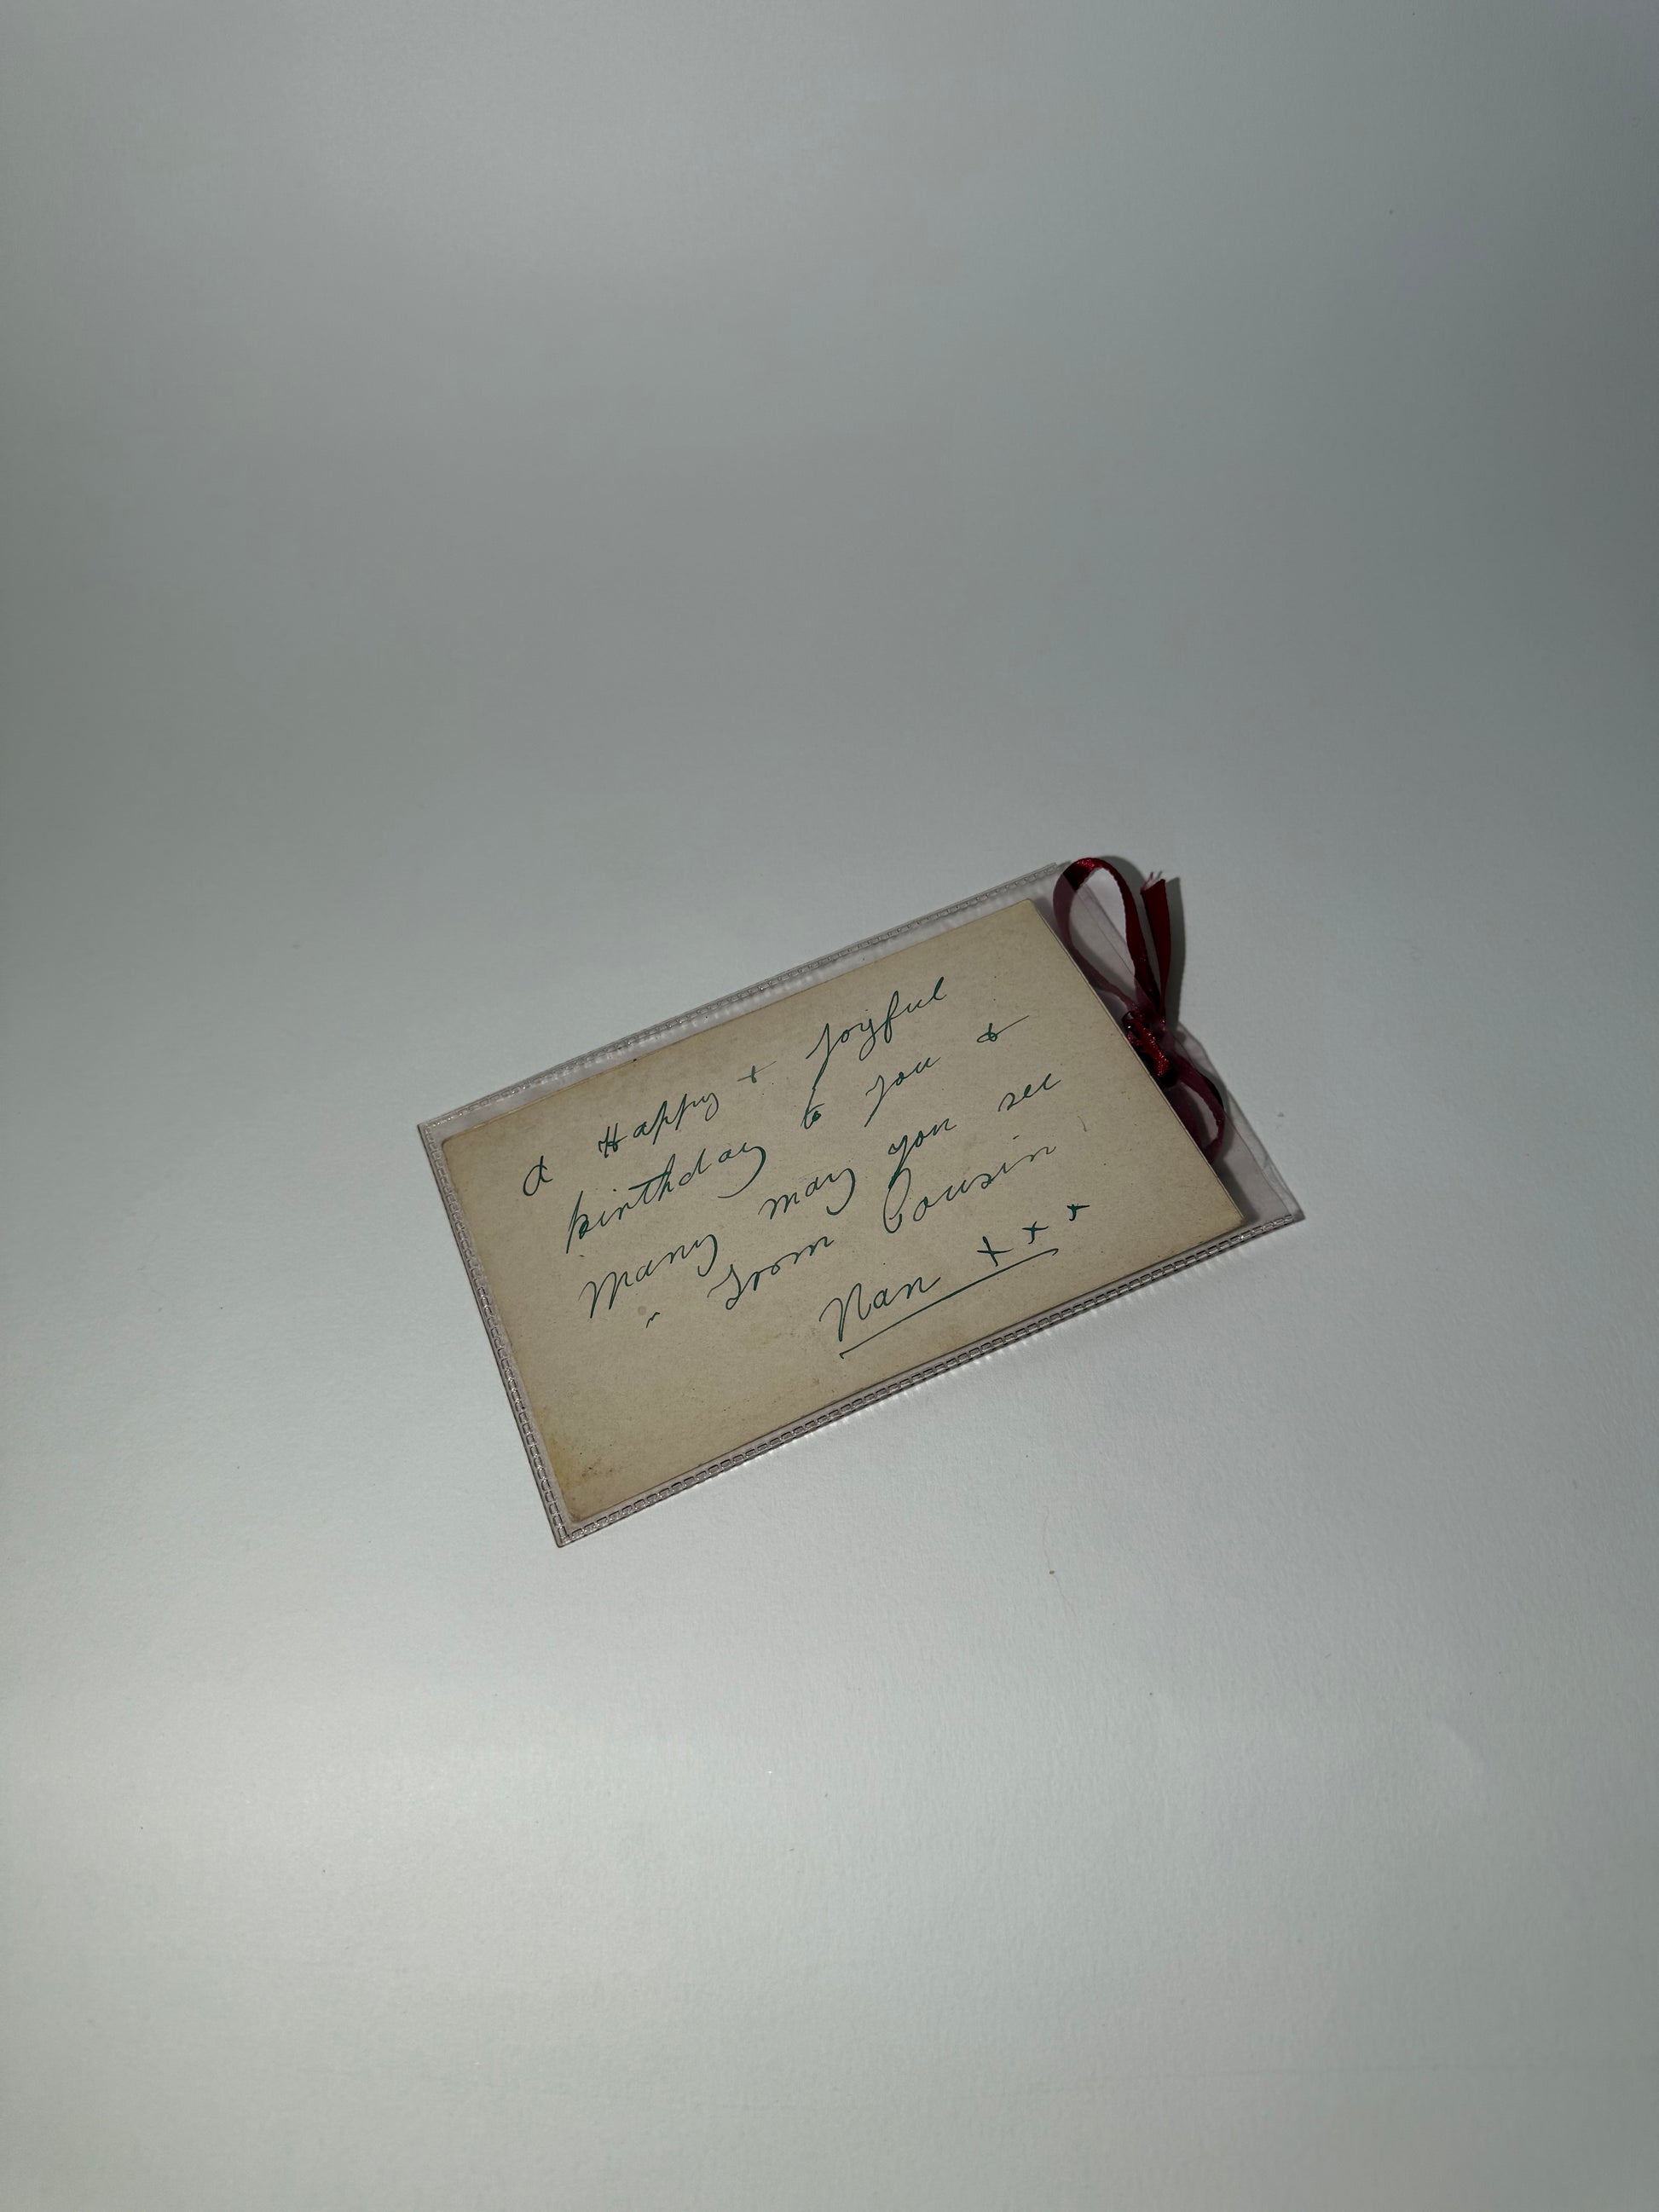 A Happy + Joyful
birthday to you &
many may you see
" From Cousin
Nan x x x